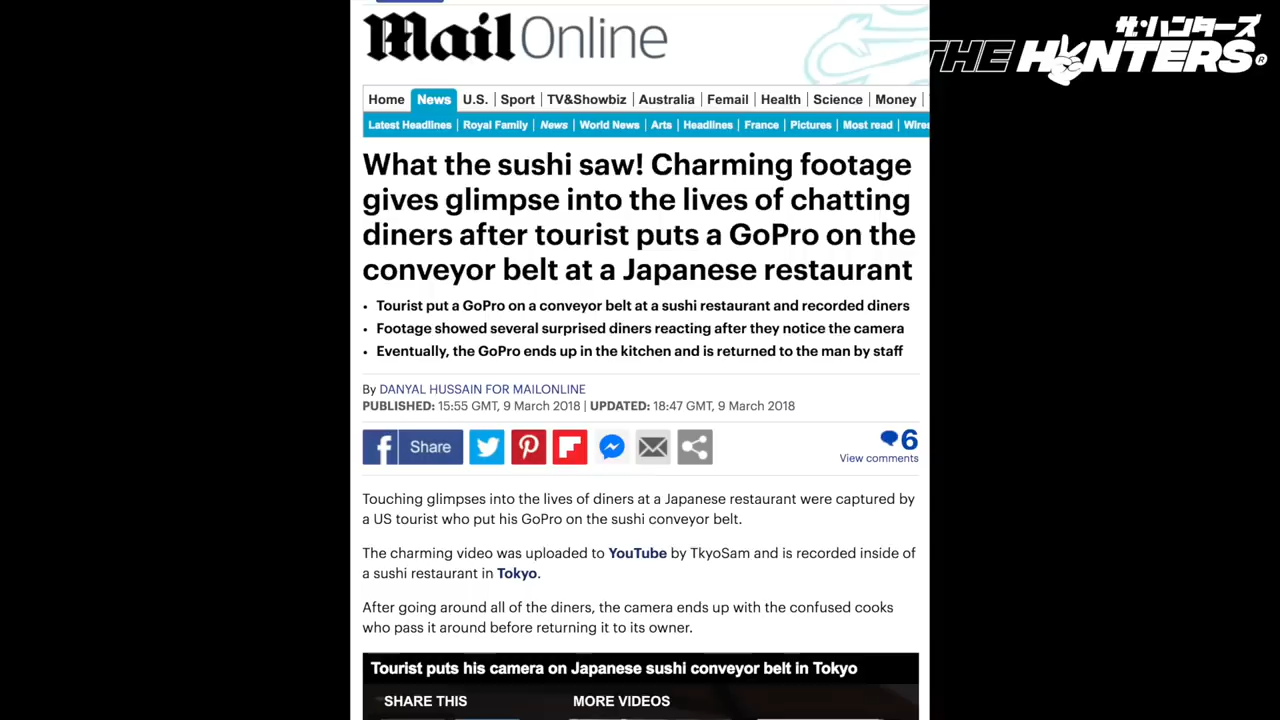 Mail Online
ザ・ハンターズ
THE HUNTERS®
Home News U.S. Sport TV&Showbiz Australia Femail Health Science Money
Latest Headlines Royal Family News World News Arts Headlines France Pictures Most read Wires
What the sushi saw! Charming footage
gives glimpse into the lives of chatting
diners after tourist puts a GoPro on the
conveyor belt at a Japanese restaurant
• Tourist put a GoPro on a conveyor belt at a sushi restaurant and recorded diners
• Footage showed several surprised diners reacting after they notice the camera
• Eventually, the GoPro ends up in the kitchen and is returned to the man by staff
By DANYAL HUSSAIN FOR MAILONLINE
PUBLISHED: 15:55 GMT, 9 March 2018 | UPDATED: 18:47 GMT, 9 March 2018
Share
6
View comments
Touching glimpses into the lives of diners at a Japanese restaurant were captured by
a US tourist who put his GoPro on the sushi conveyor belt.
The charming video was uploaded to YouTube by TkyoSam and is recorded inside of
a sushi restaurant in Tokyo.
After going around all of the diners, the camera ends up with the confused cooks
who pass it around before returning it to its owner.
Tourist puts his camera on Japanese sushi conveyor belt in Tokyo
SHARE THIS MORE VIDEOS